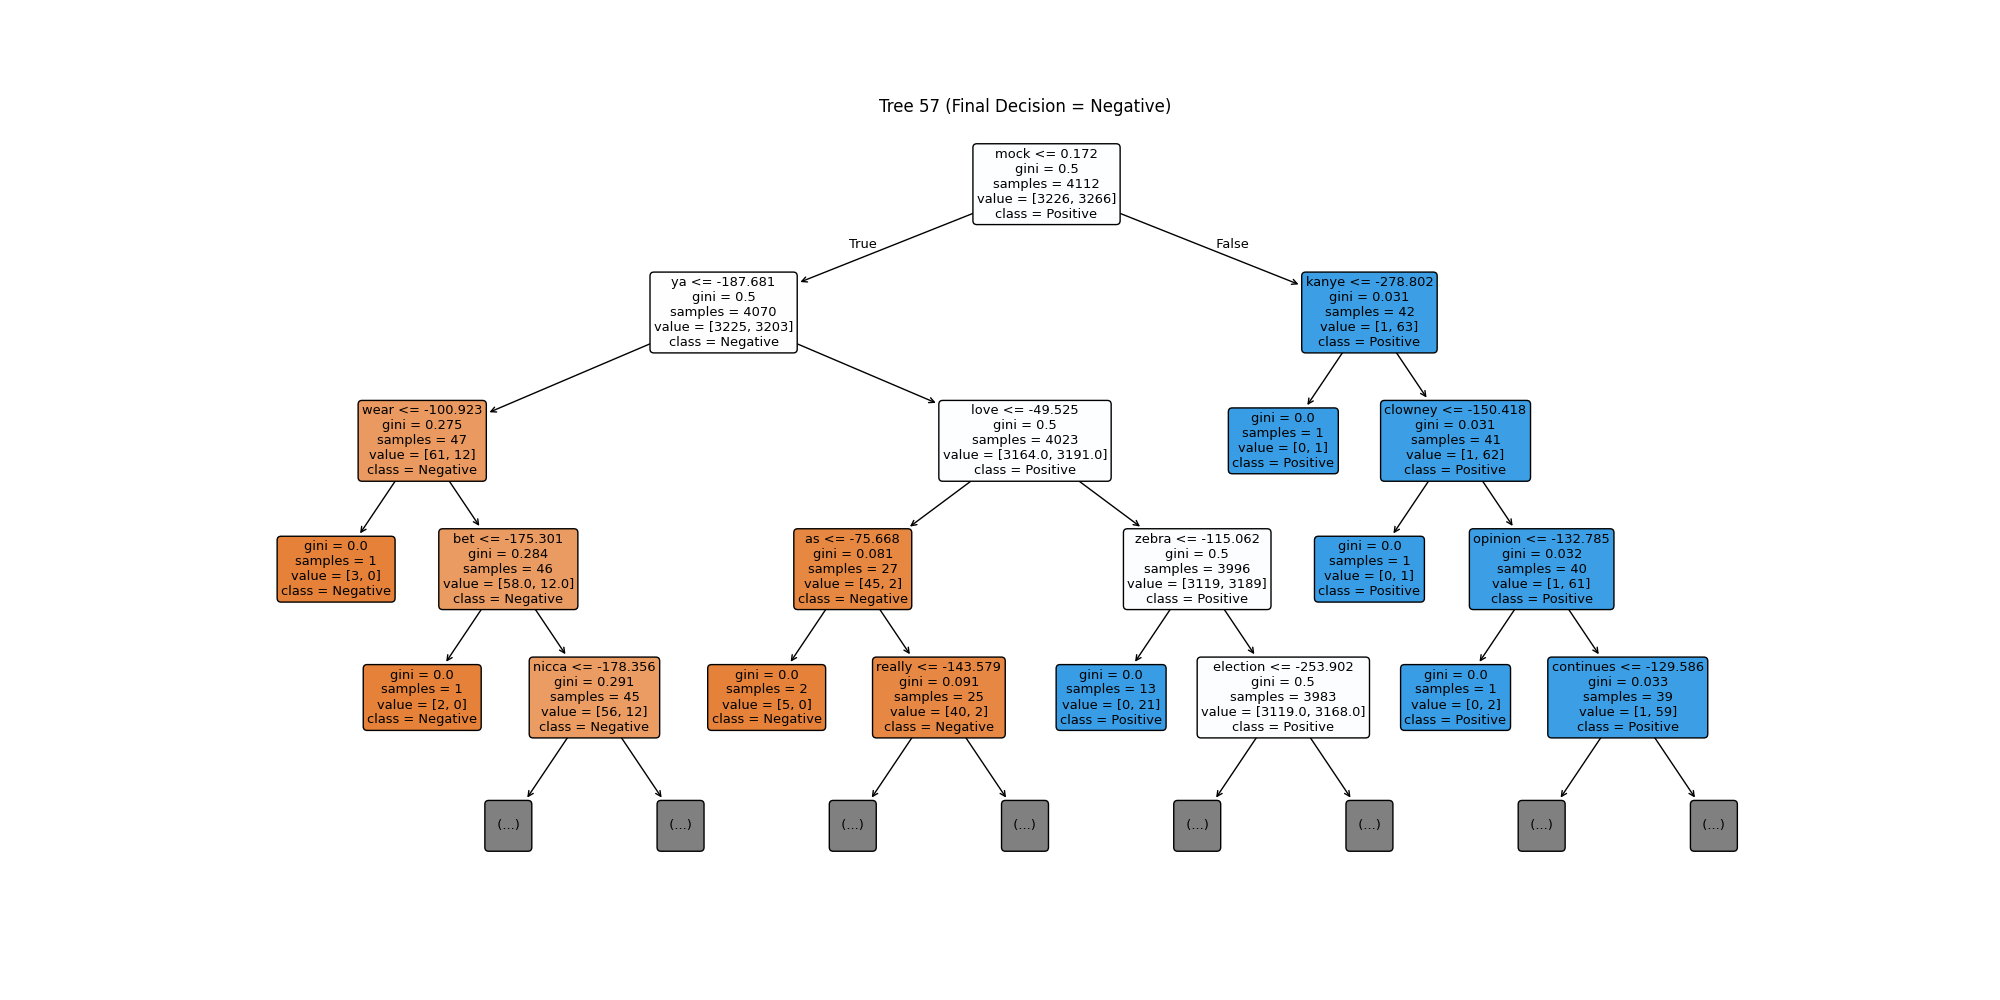 Tree 57 (Final Decision = Negative)
mock <= 0.172
gini = 0.5
samples = 4112
value = [3226, 3266]
class = Positive
True
False
ya <= -187.681
gini = 0.5
samples = 4070
value = [3225, 3203]
class = Negative
kanye <= -278.802
gini = 0.031
samples = 42
value = [1, 63]
class = Positive
wear <= -100.923
gini = 0.275
samples = 47
value = [61, 12]
class = Negative
love <= -49.525
gini = 0.5
samples = 4023
value = [3164.0, 3191.0]
class = Positive
gini = 0.0
samples = 1
value = [0, 1]
class = Positive
clowney <= -150.418
gini = 0.031
samples = 41
value = [1, 62]
class = Positive
gini = 0.0
samples = 1
value = [3, 0]
class = Negative
bet <= -175.301
gini = 0.284
samples = 46
value = [58.0, 12.0]
class = Negative
as <= -75.668
gini = 0.081
samples = 27
value = [45, 2]
class = Negative
zebra <= -115.062
gini = 0.5
samples = 3996
value = [3119, 3189]
class = Positive
gini = 0.0
samples = 1
value = [0, 1]
class = Positive
opinion <= -132.785
gini = 0.032
samples = 40
value = [1, 61]
class = Positive
gini = 0.0
samples = 1
value = [2, 0]
class = Negative
nicca <= -178.356
gini = 0.291
samples = 45
value = [56, 12]
class = Negative
gini = 0.0
samples = 2
value = [5, 0]
class = Negative
really <= -143.579
gini = 0.091
samples = 25
value = [40, 2]
class = Negative
gini = 0.0
samples = 13
value = [0, 21]
class = Positive
election <= -253.902
gini = 0.5
samples = 3983
value = [3119.0, 3168.0]
class = Positive
gini = 0.0
samples = 1
value = [0, 2]
class = Positive
continues <= -129.586
gini = 0.033
samples = 39
value = [1, 59]
class = Positive
(...)
(...)
(...)
(...)
(...)
(...)
(...)
(...)